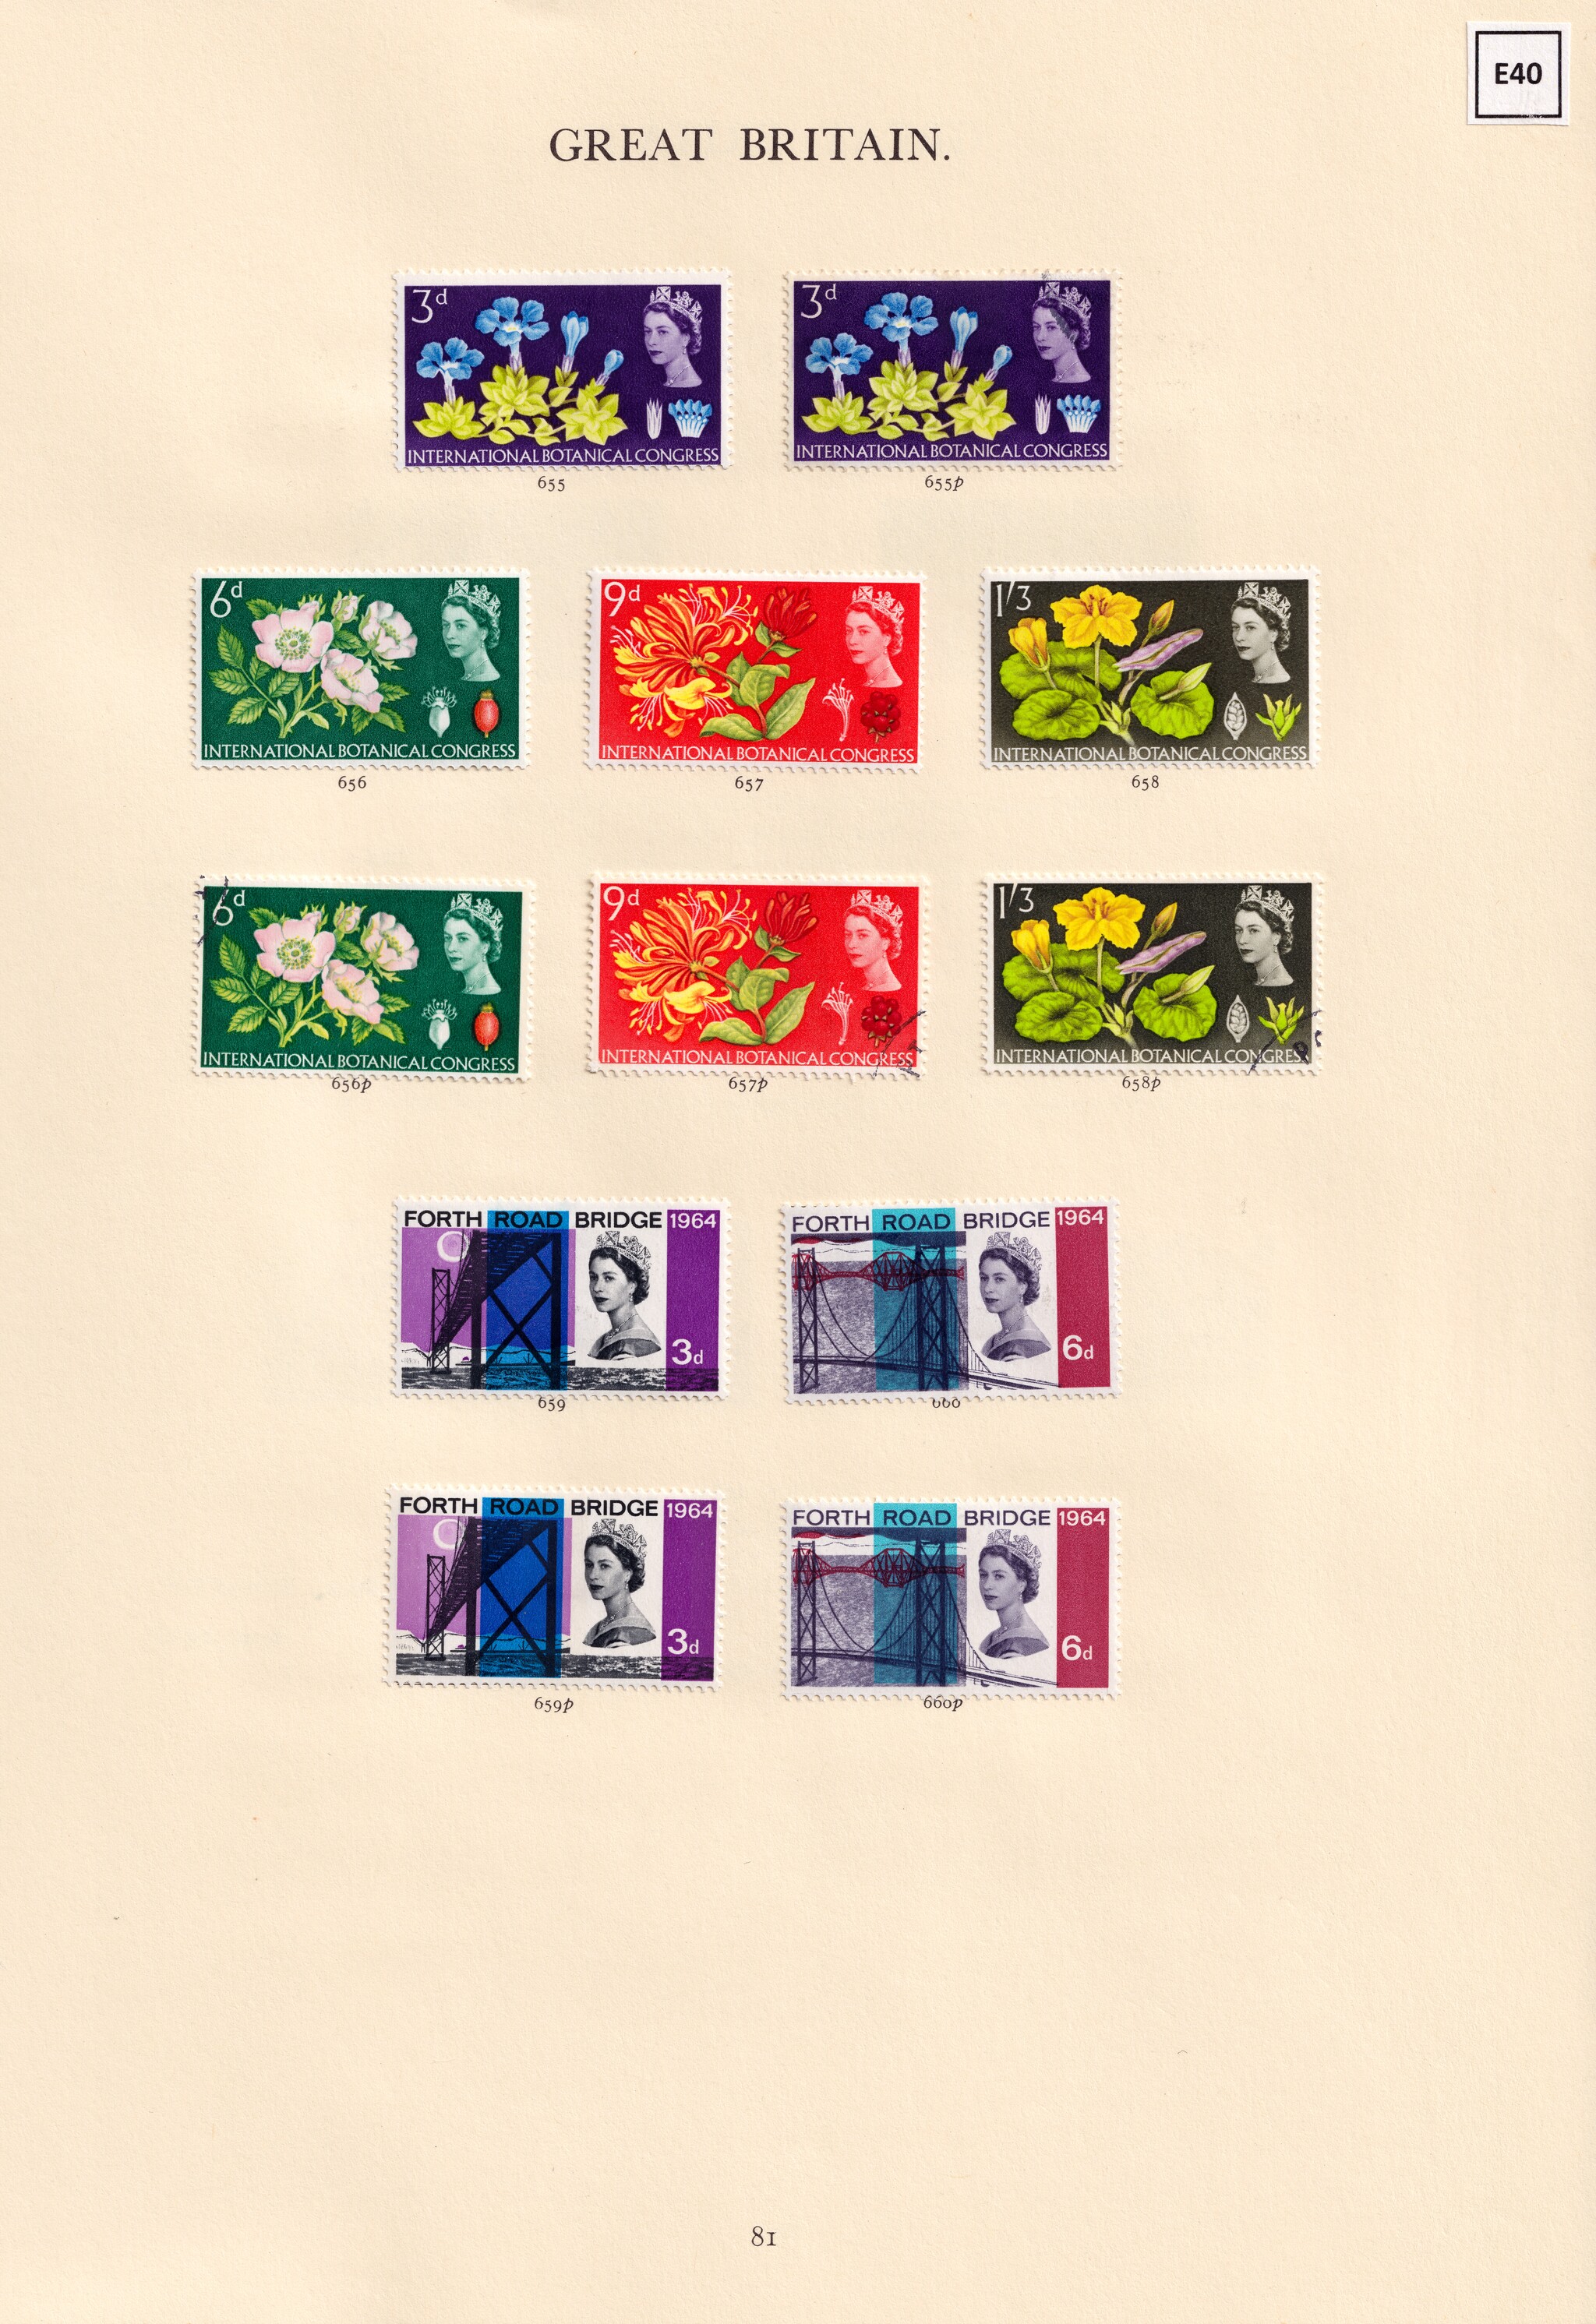 E40
GREAT BRITAIN.
3d
INTERNATIONAL BOTANICAL CONGRESS
655
3d
INTERNATIONAL BOTANICAL CONGRESS
655p
6d
INTERNATIONAL BOTANICAL CONGRESS
656
9d
INTERNATIONAL BOTANICAL CONGRESS
657
1/3
INTERNATIONAL BOTANICAL CONGRESS
658
6d
INTERNATIONAL BOTANICAL CONGRESS
656p
9d
INTERNATIONAL BOTANICAL CONGRESS
657p
1/3
INTERNATIONAL BOTANICAL CONGRESS
658p
FORTH ROAD BRIDGE 1964
3d
659
FORTH ROAD BRIDGE 1964
6d
660
FORTH ROAD BRIDGE 1964
3d
659p
FORTH ROAD BRIDGE 1964
6d
660p
81